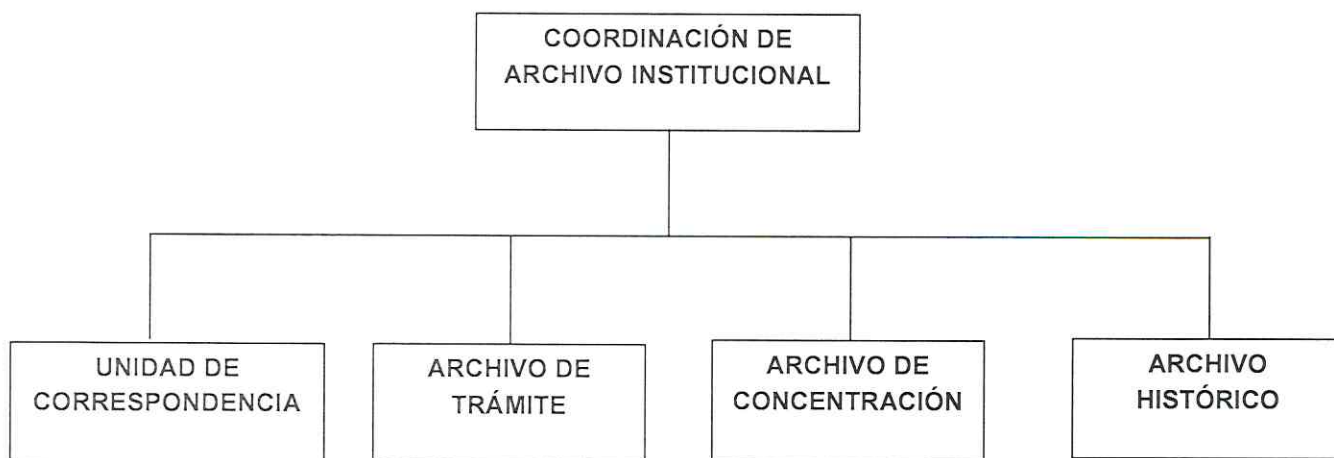 COORDINACIÓN DE
ARCHIVO INSTITUCIONAL
UNIDAD DE
CORRESPONDENCIA
ARCHIVO DE
TRÁMITE
ARCHIVO DE
CONCENTRACIÓN
ARCHIVO
HISTÓRICO